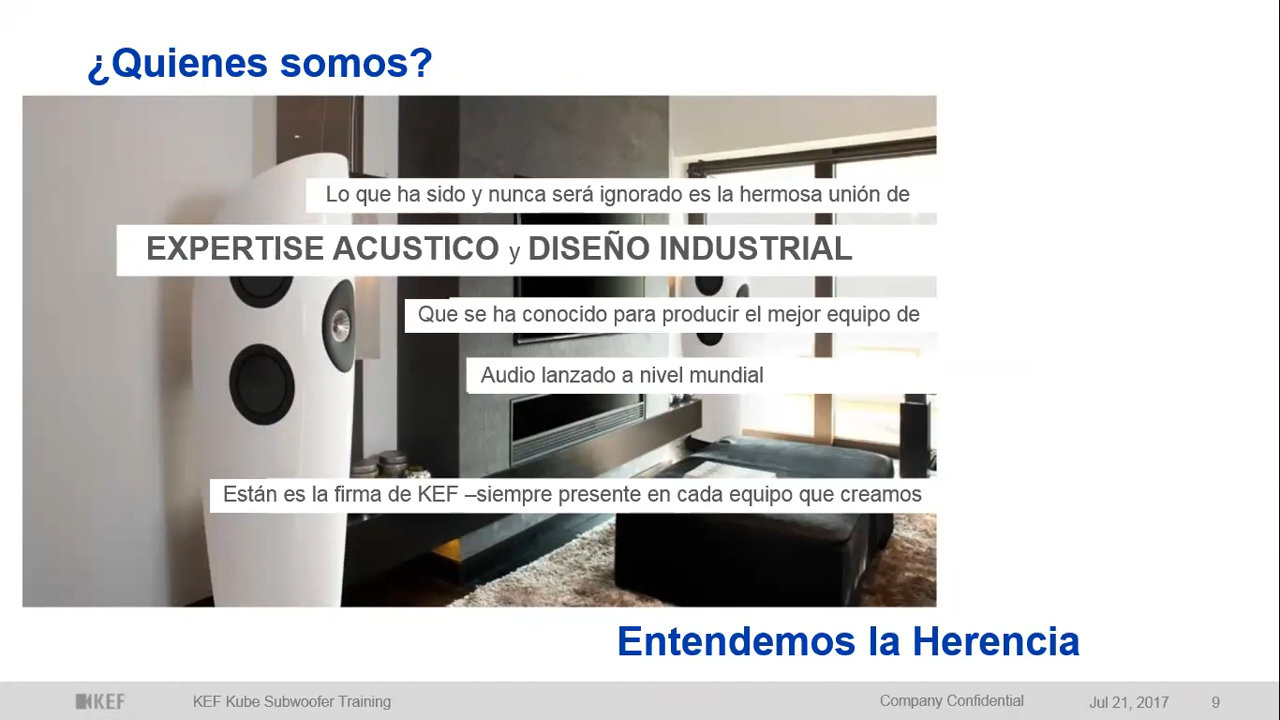 ¿Quienes somos?
Lo que ha sido y nunca será ignorado es la hermosa unión de
EXPERTISE ACUSTICO y DISEÑO INDUSTRIAL
Que se ha conocido para producir el mejor equipo de
Audio lanzado a nivel mundial
Están es la firma de KEF –siempre presente en cada equipo que creamos
Entendemos la Herencia
KEF KEF Kube Subwoofer Training Company Confidential Jul 21, 2017 9